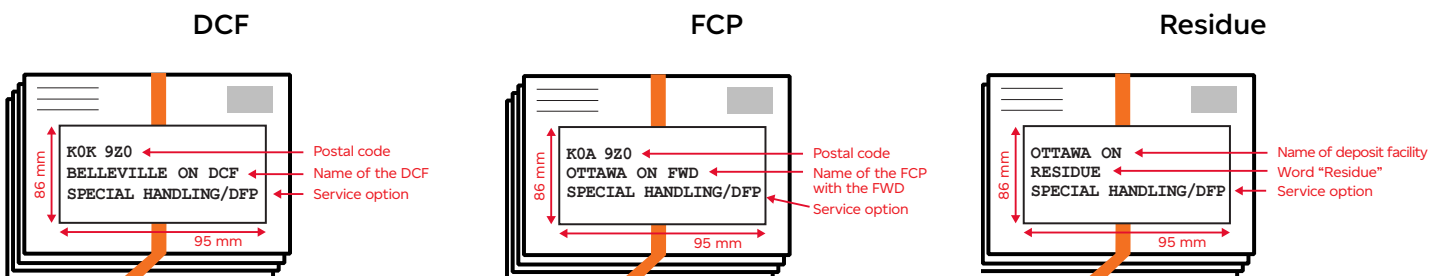 DCF
86 mm
K0K 9Z0
BELLEVILLE ON DCF
SPECIAL HANDLING/DFP
95 mm
Postal code
Name of the DCF
Service option
FCP
86 mm
K0A 9Z0
OTTAWA ON FWD
SPECIAL HANDLING/DFP
95 mm
Postal code
Name of the FCP
with the FWD
Service option
Residue
86 mm
OTTAWA ON
RESIDUE
SPECIAL HANDLING/DFP
95 mm
Name of deposit facility
Word “Residue”
Service option